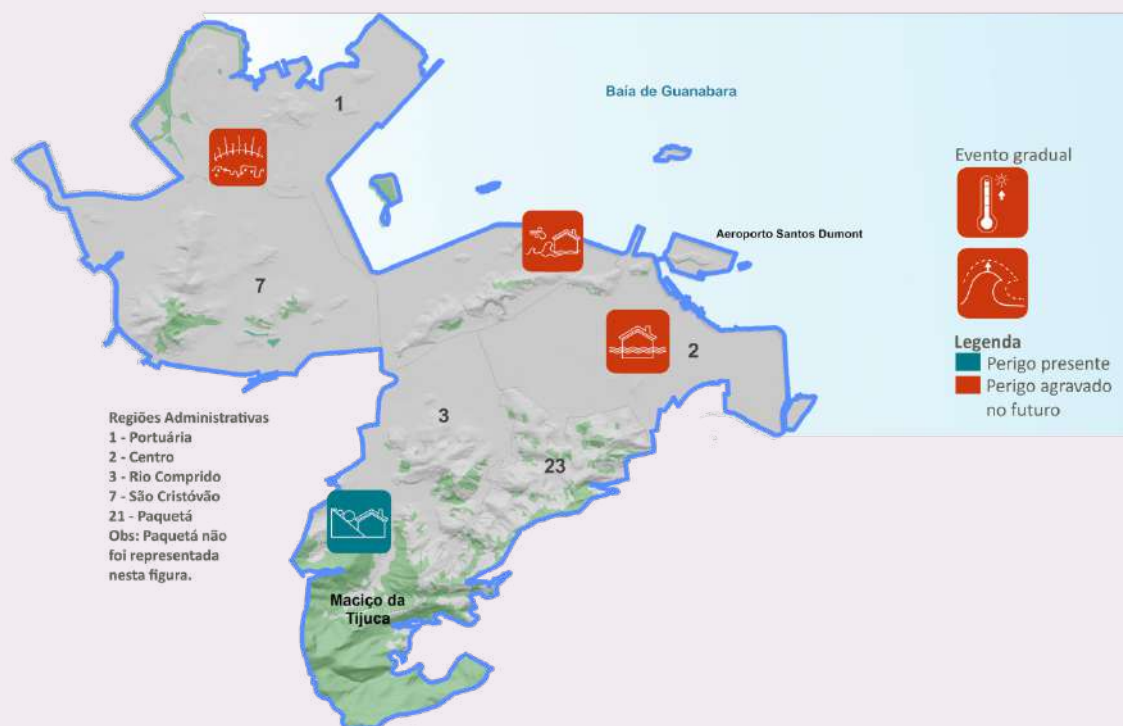 1
Baía de Guanabara
Evento gradual
Aeroporto Santos Dumont
7
2
Legenda
Perigo presente
Perigo agravado
no futuro
3
Regiões Administrativas
1 - Portuária
2 - Centro
3 - Rio Comprido
7 - São Cristóvão
21 - Paquetá
Obs: Paquetá não
foi representada
nesta figura.
23
Maciço da
Tijuca